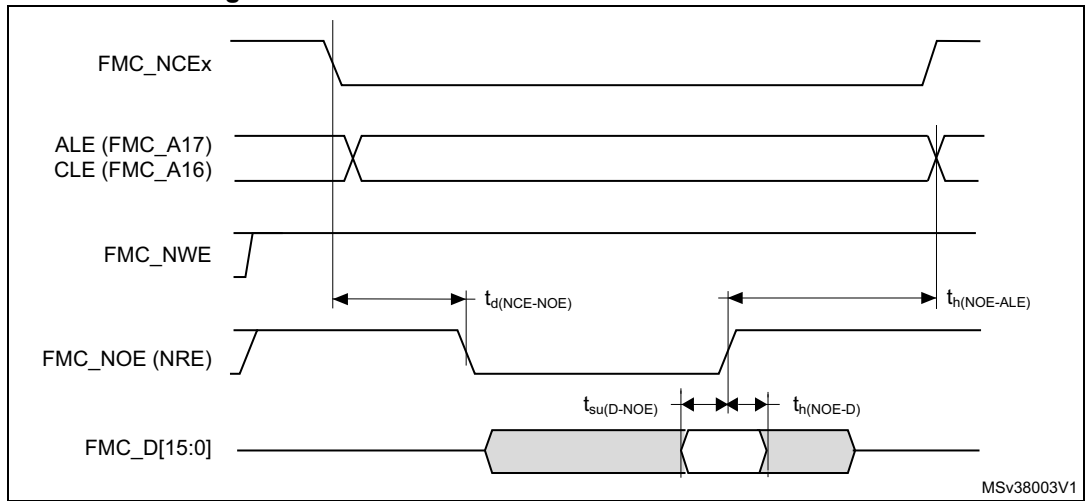 FMC_NCEx
ALE (FMC_A17)
CLE (FMC_A16)
FMC_NWE
td(NCE-NOE)
th(NOE-ALE)
FMC_NOE (NRE)
tsu(D-NOE)
th(NOE-D)
FMC_D[15:0]
MSv38003V1